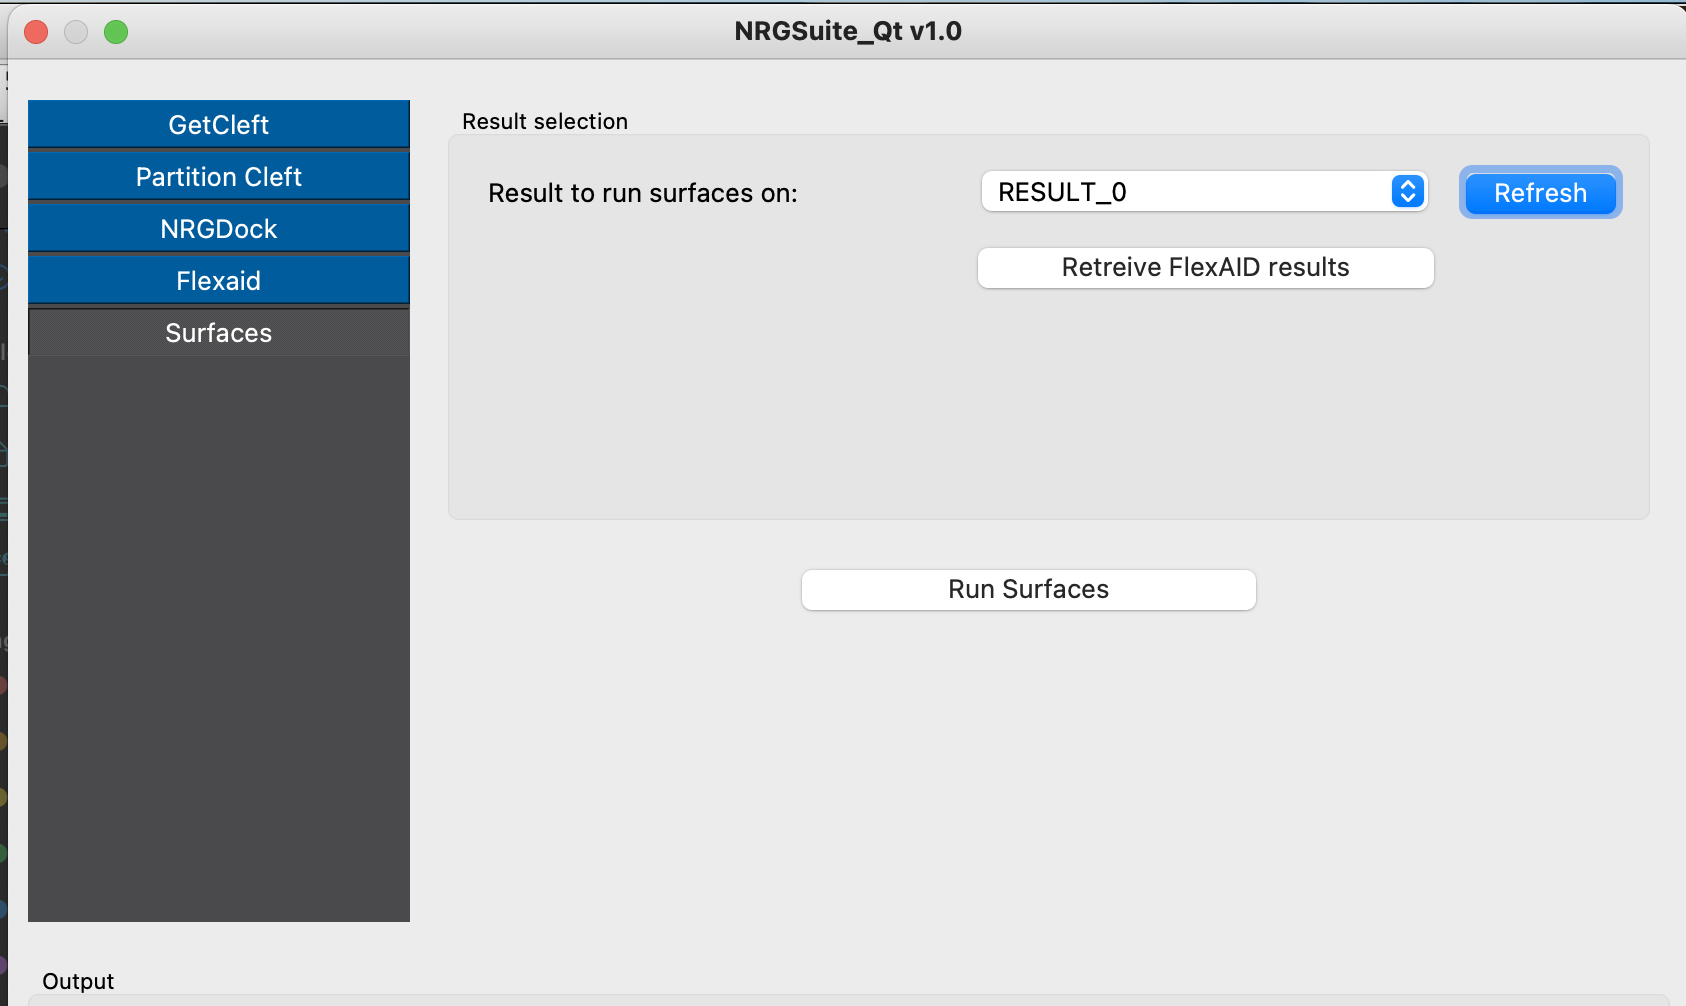 NRGSuite_Qt v1.0
GetCleft
Partition Cleft
NRGDock
Flexaid
Surfaces
Result selection
Result to run surfaces on:
RESULT_0
Refresh
Retreive FlexAID results
Run Surfaces
Output